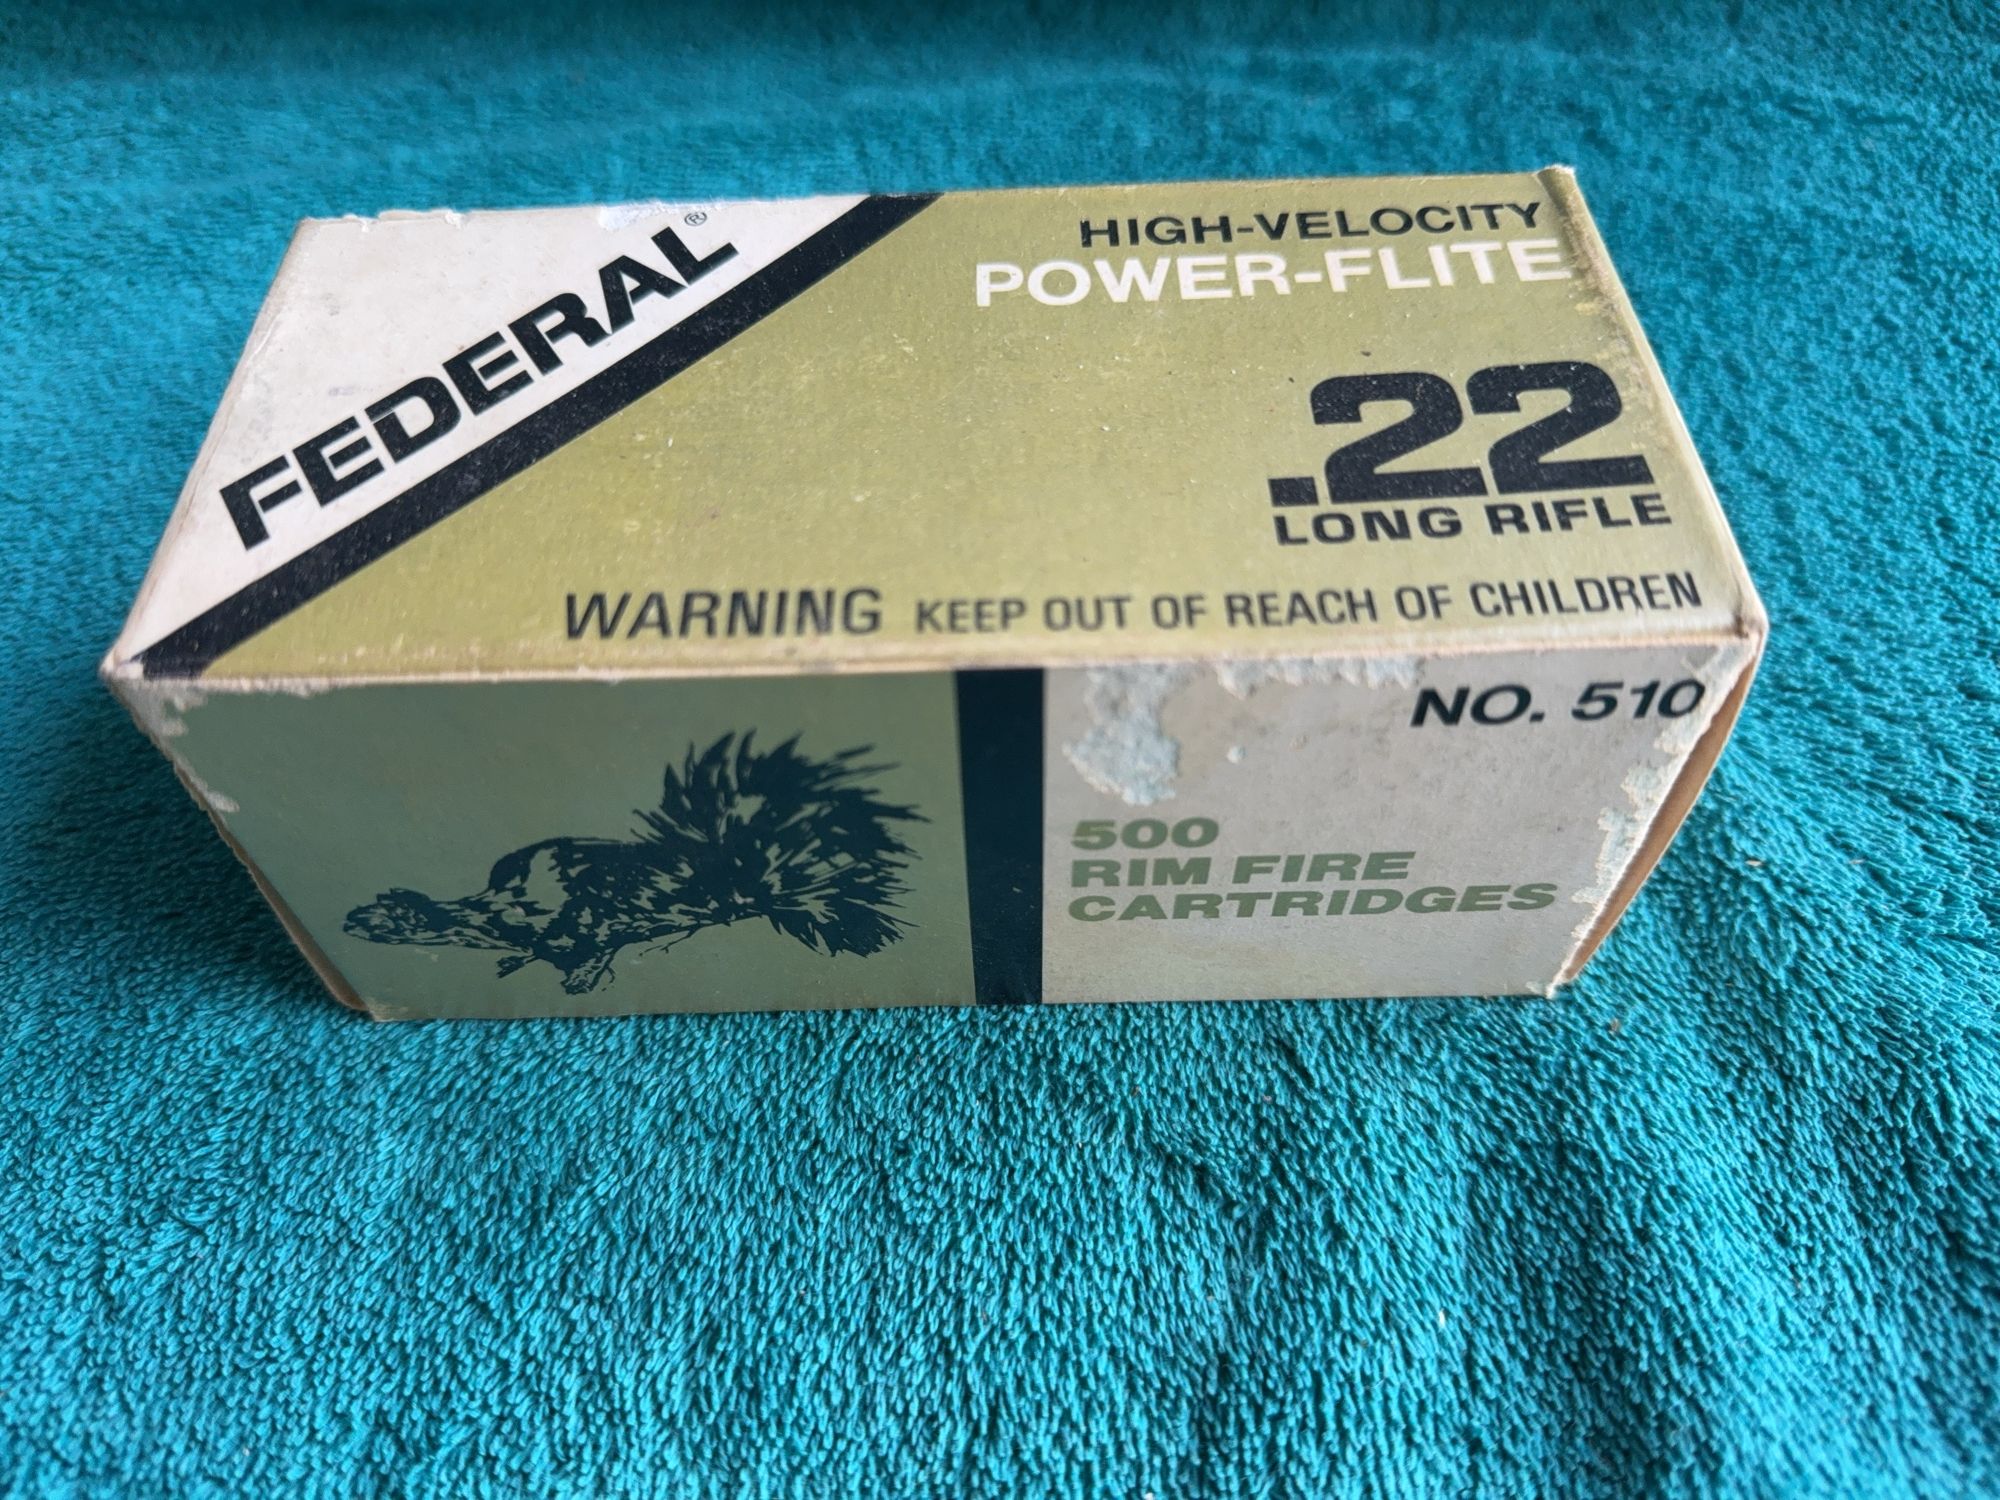 FEDERAL®
HIGH-VELOCITY
POWER-FLITE
.22
LONG RIFLE
WARNING KEEP OUT OF REACH OF CHILDREN
NO. 510
500
RIM FIRE
CARTRIDGES